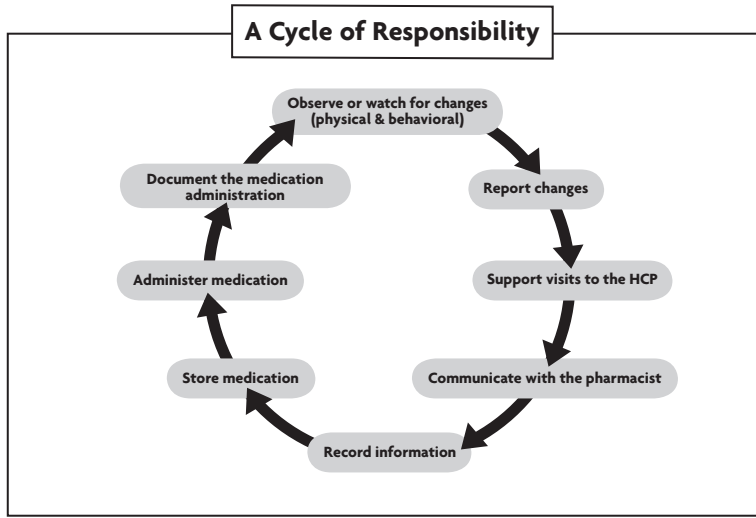 A Cycle of Responsibility
Observe or watch for changes
(physical & behavioral)
Report changes
Support visits to the HCP
Communicate with the pharmacist
Record information
Store medication
Administer medication
Document the medication
administration